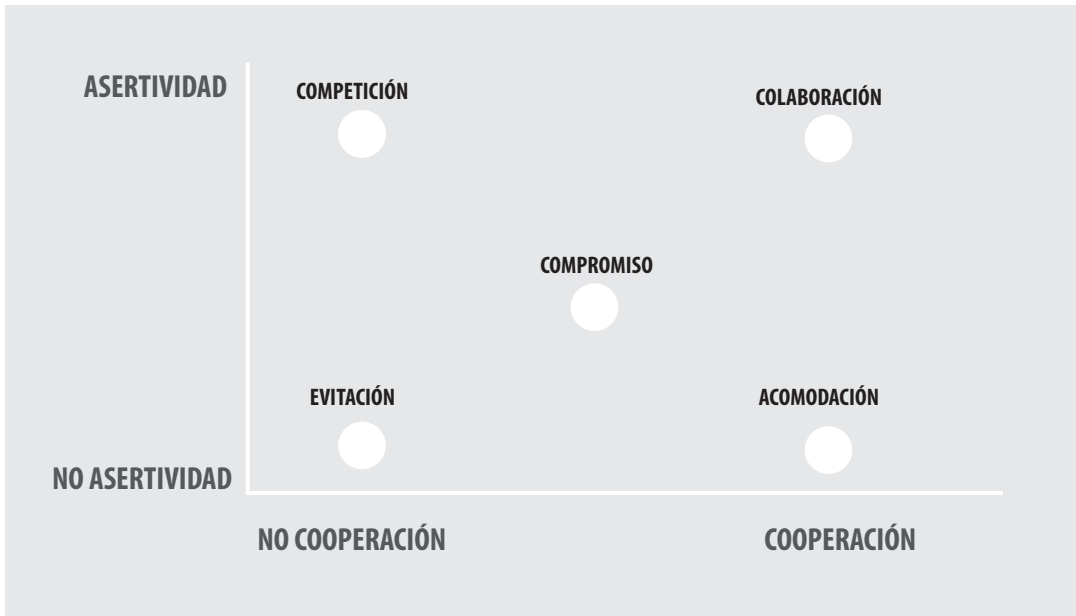 ASERTIVIDAD
COMPETICIÓN
COLABORACIÓN
COMPROMISO
EVITACIÓN
ACOMODACIÓN
NO ASERTIVIDAD
NO COOPERACIÓN
COOPERACIÓN